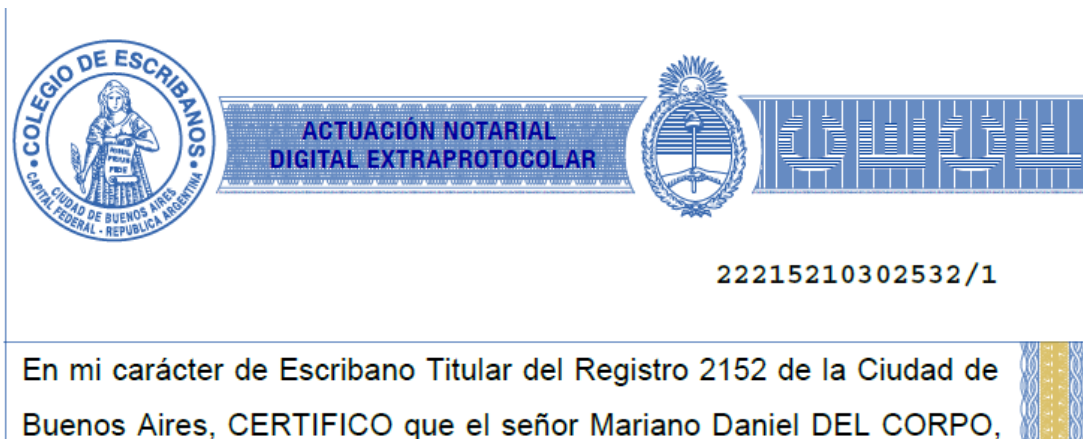 COLEGIO DE ESCRIBANOS
CIUDAD DE BUENOS AIRES
CAPITAL FEDERAL - REPUBLICA ARGENTINA
ACTUACIÓN NOTARIAL
DIGITAL EXTRAPROTOCOLAR
22215210302532/1
En mi carácter de Escribano Titular del Registro 2152 de la Ciudad de
Buenos Aires, CERTIFICO que el señor Mariano Daniel DEL CORPO,